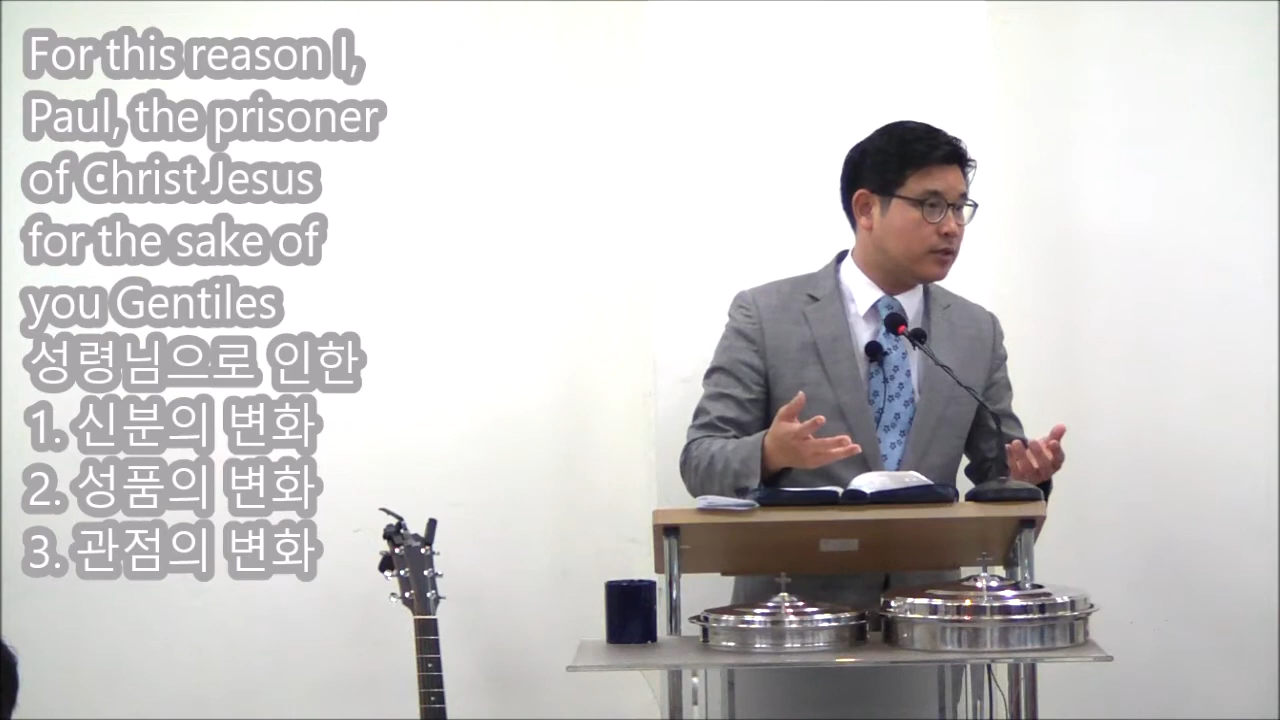 For this reason I,
Paul, the prisoner
of Christ Jesus
for the sake of
you Gentiles
성령님으로 인한
1. 신분의 변화
2. 성품의 변화
3. 관점의 변화